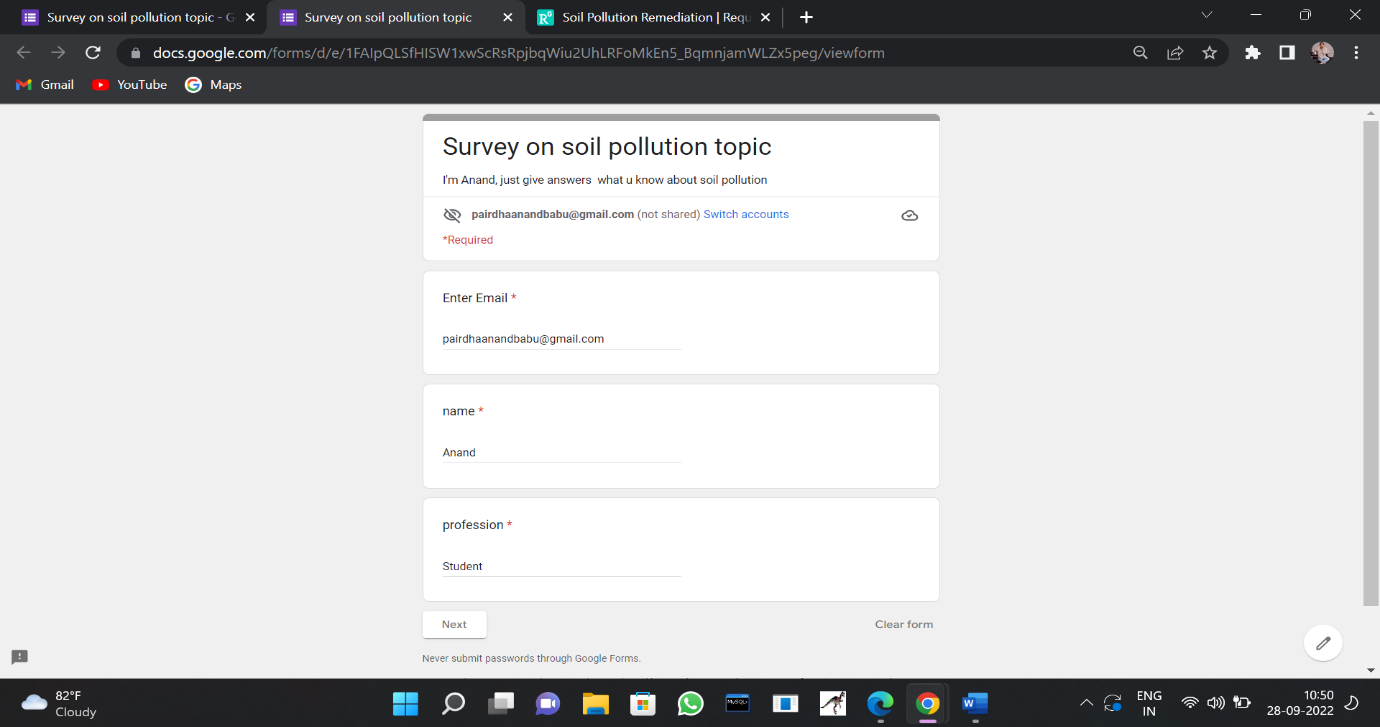 Survey on soil pollution topic - G
Survey on soil pollution topic
Soil Pollution Remediation | Requ
docs.google.com/forms/d/e/1FAIpQLSfHISW1xwScRsRpjbqWiu2UhLRFoMkEn5_BqmnjamWLZx5peg/viewform
Gmail YouTube Maps
Survey on soil pollution topic
I'm Anand, just give answers what u know about soil pollution
pairdhaanandbabu@gmail.com (not shared) Switch accounts
*Required
Enter Email *
pairdhaanandbabu@gmail.com
name *
Anand
profession *
Student
Next Clear form
Never submit passwords through Google Forms.
82°F
Cloudy
ENG
IN
10:50
28-09-2022